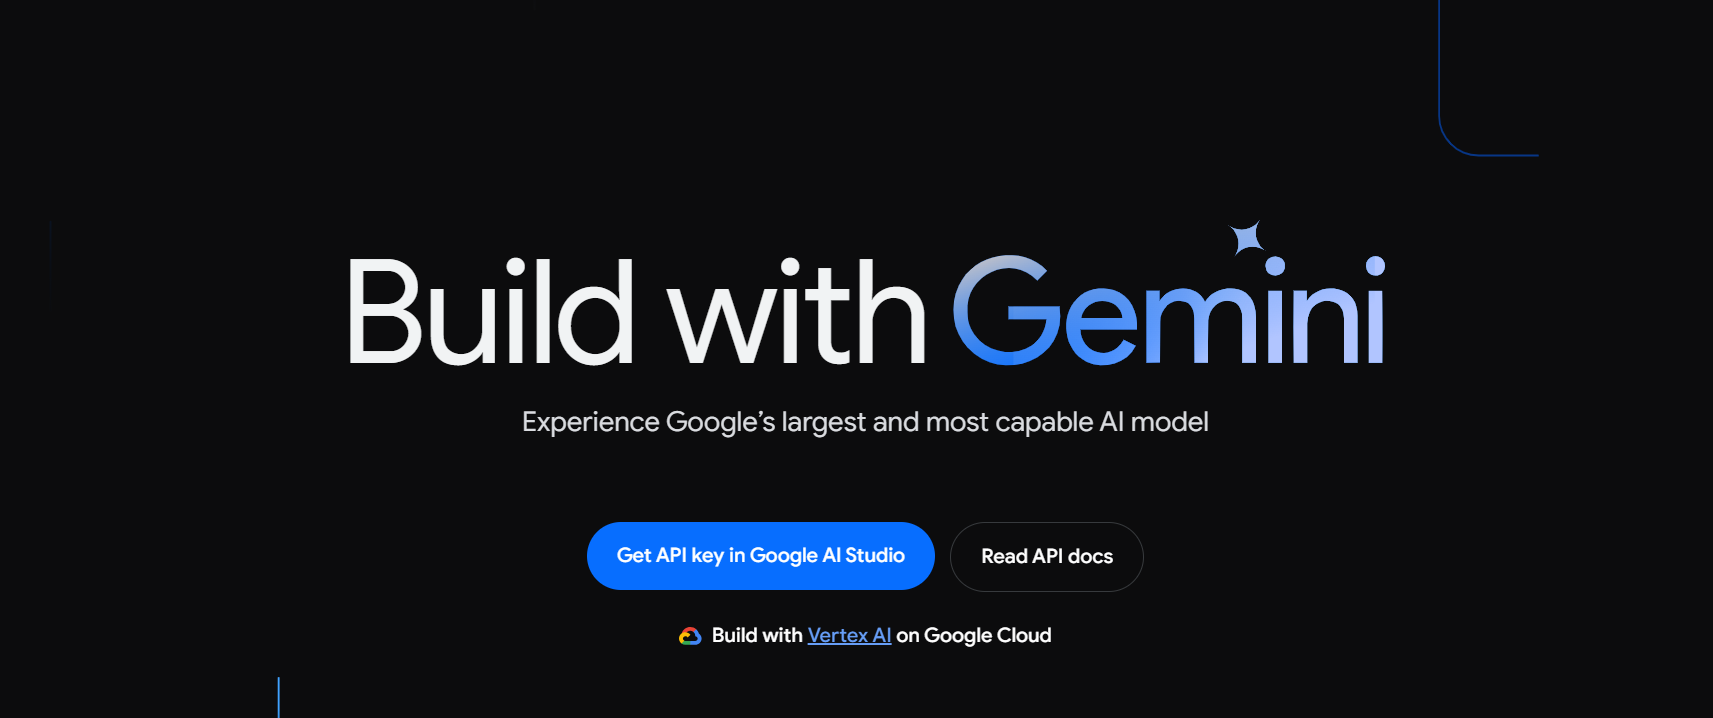 Build with Gemini
Experience Google’s largest and most capable AI model
Get API key in Google AI Studio
Read API docs
Build with Vertex AI on Google Cloud